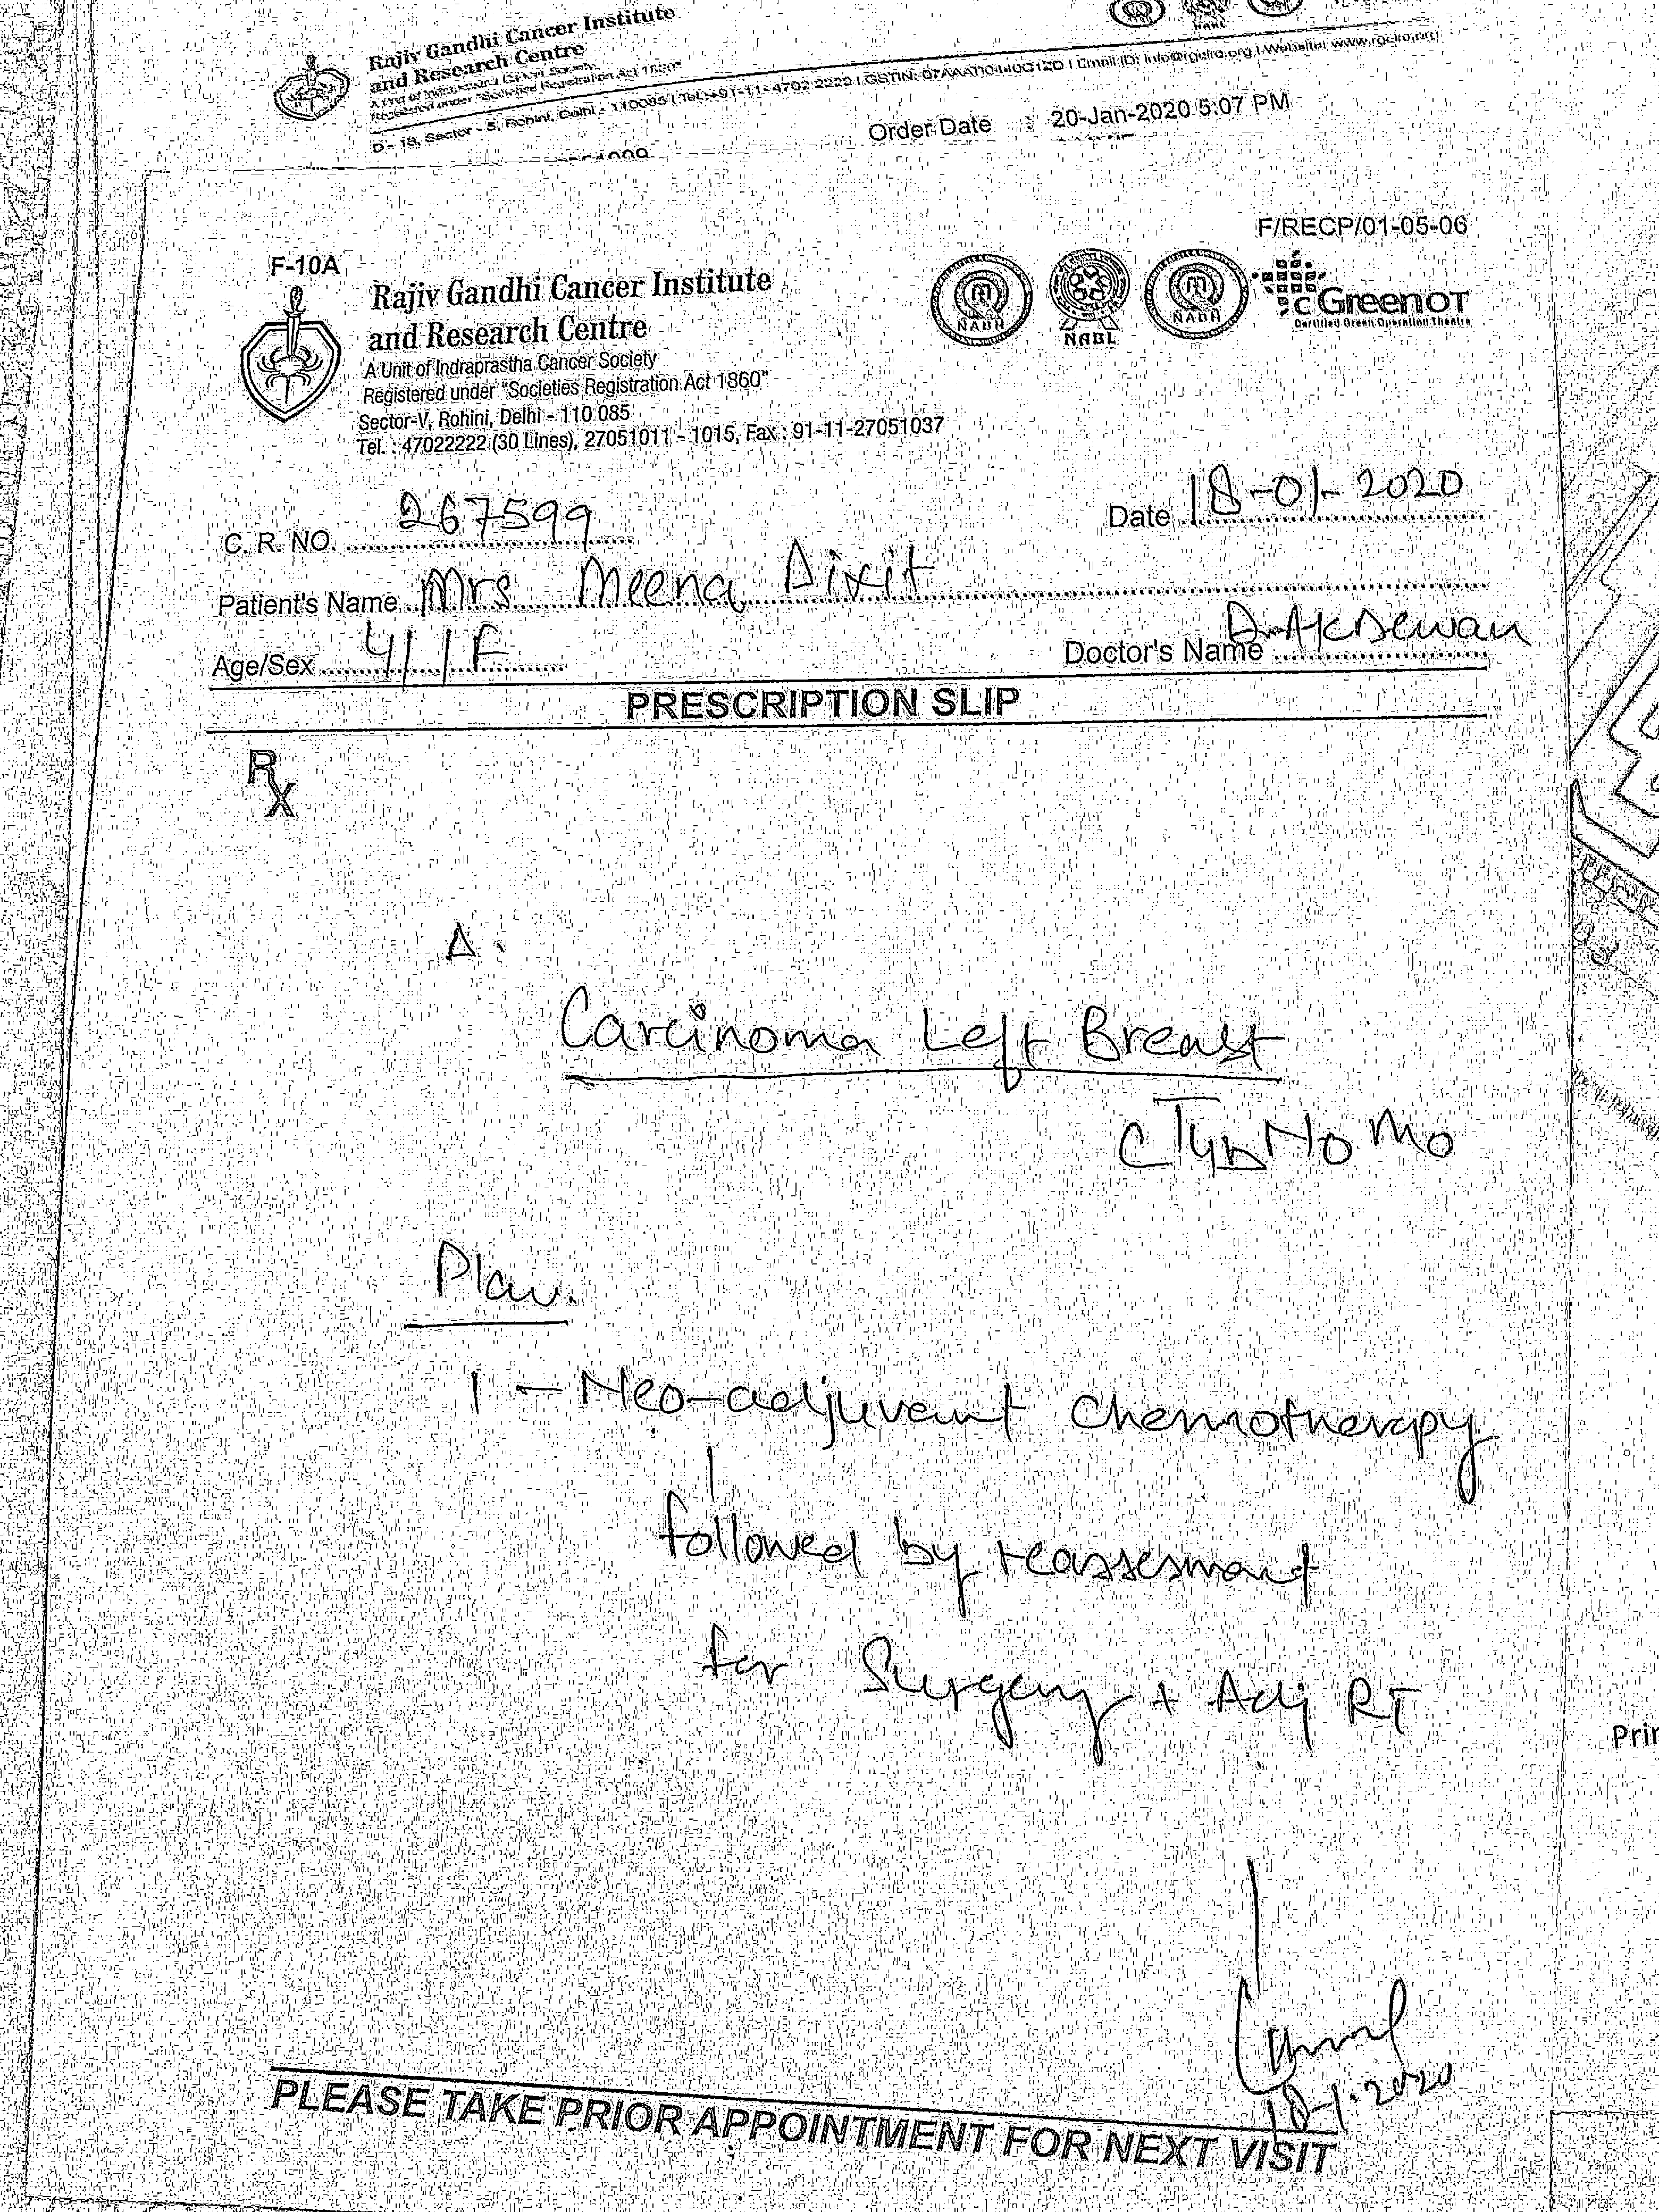 Rajiv Gandhi Cancer Institute
and Research Centre
A Unit of Indraprastha Cancer Society
Registered under "Societies Registration Act 1860"
D - 18, Sector - 5, Rohini, Delhi - 110085 | Tel :+91-11- 4702 2222 | GSTIN: | Email ID: info@rgcirc.org | Website: www.rgcirc.org
Order Date : 20-Jan-2020 5:07 PM
F/RECP/01-05-06
F-10A
Rajiv Gandhi Cancer Institute
and Research Centre
A Unit of Indraprastha Cancer Society
Registered under "Societies Registration Act 1860"
Sector-V, Rohini, Delhi - 110 085
Tel. : 47022222 (30 Lines), 27051011 - 1015, Fax : 91-11-27051037
NABH
NABL
NABH
GreenOT
Certified Green Operation Theatre
C. R. NO. 267599
Date 18-01-2020
Patient's Name Mrs Meena Dixit
Age/Sex 41 / F
Doctor's Name Dr AK Dewan
PRESCRIPTION SLIP
Rx
Δ.
Carcinoma Left Breast
cT4bN0M0
Plan.
1 - Neo-adjuvant Chemotherapy
followed by reassesment
for Surgery + Adj RT
18-1-2020
PLEASE TAKE PRIOR APPOINTMENT FOR NEXT VISIT
Prin